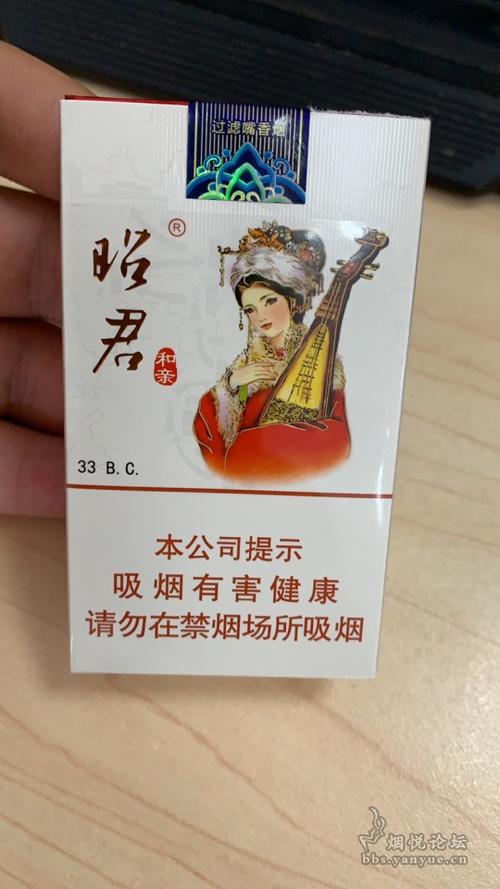 过滤嘴香烟
昭君
®
和亲
33 B.C.
本公司提示
吸烟有害健康
请勿在禁烟场所吸烟
烟悦论坛
bbs.yanyue.cn